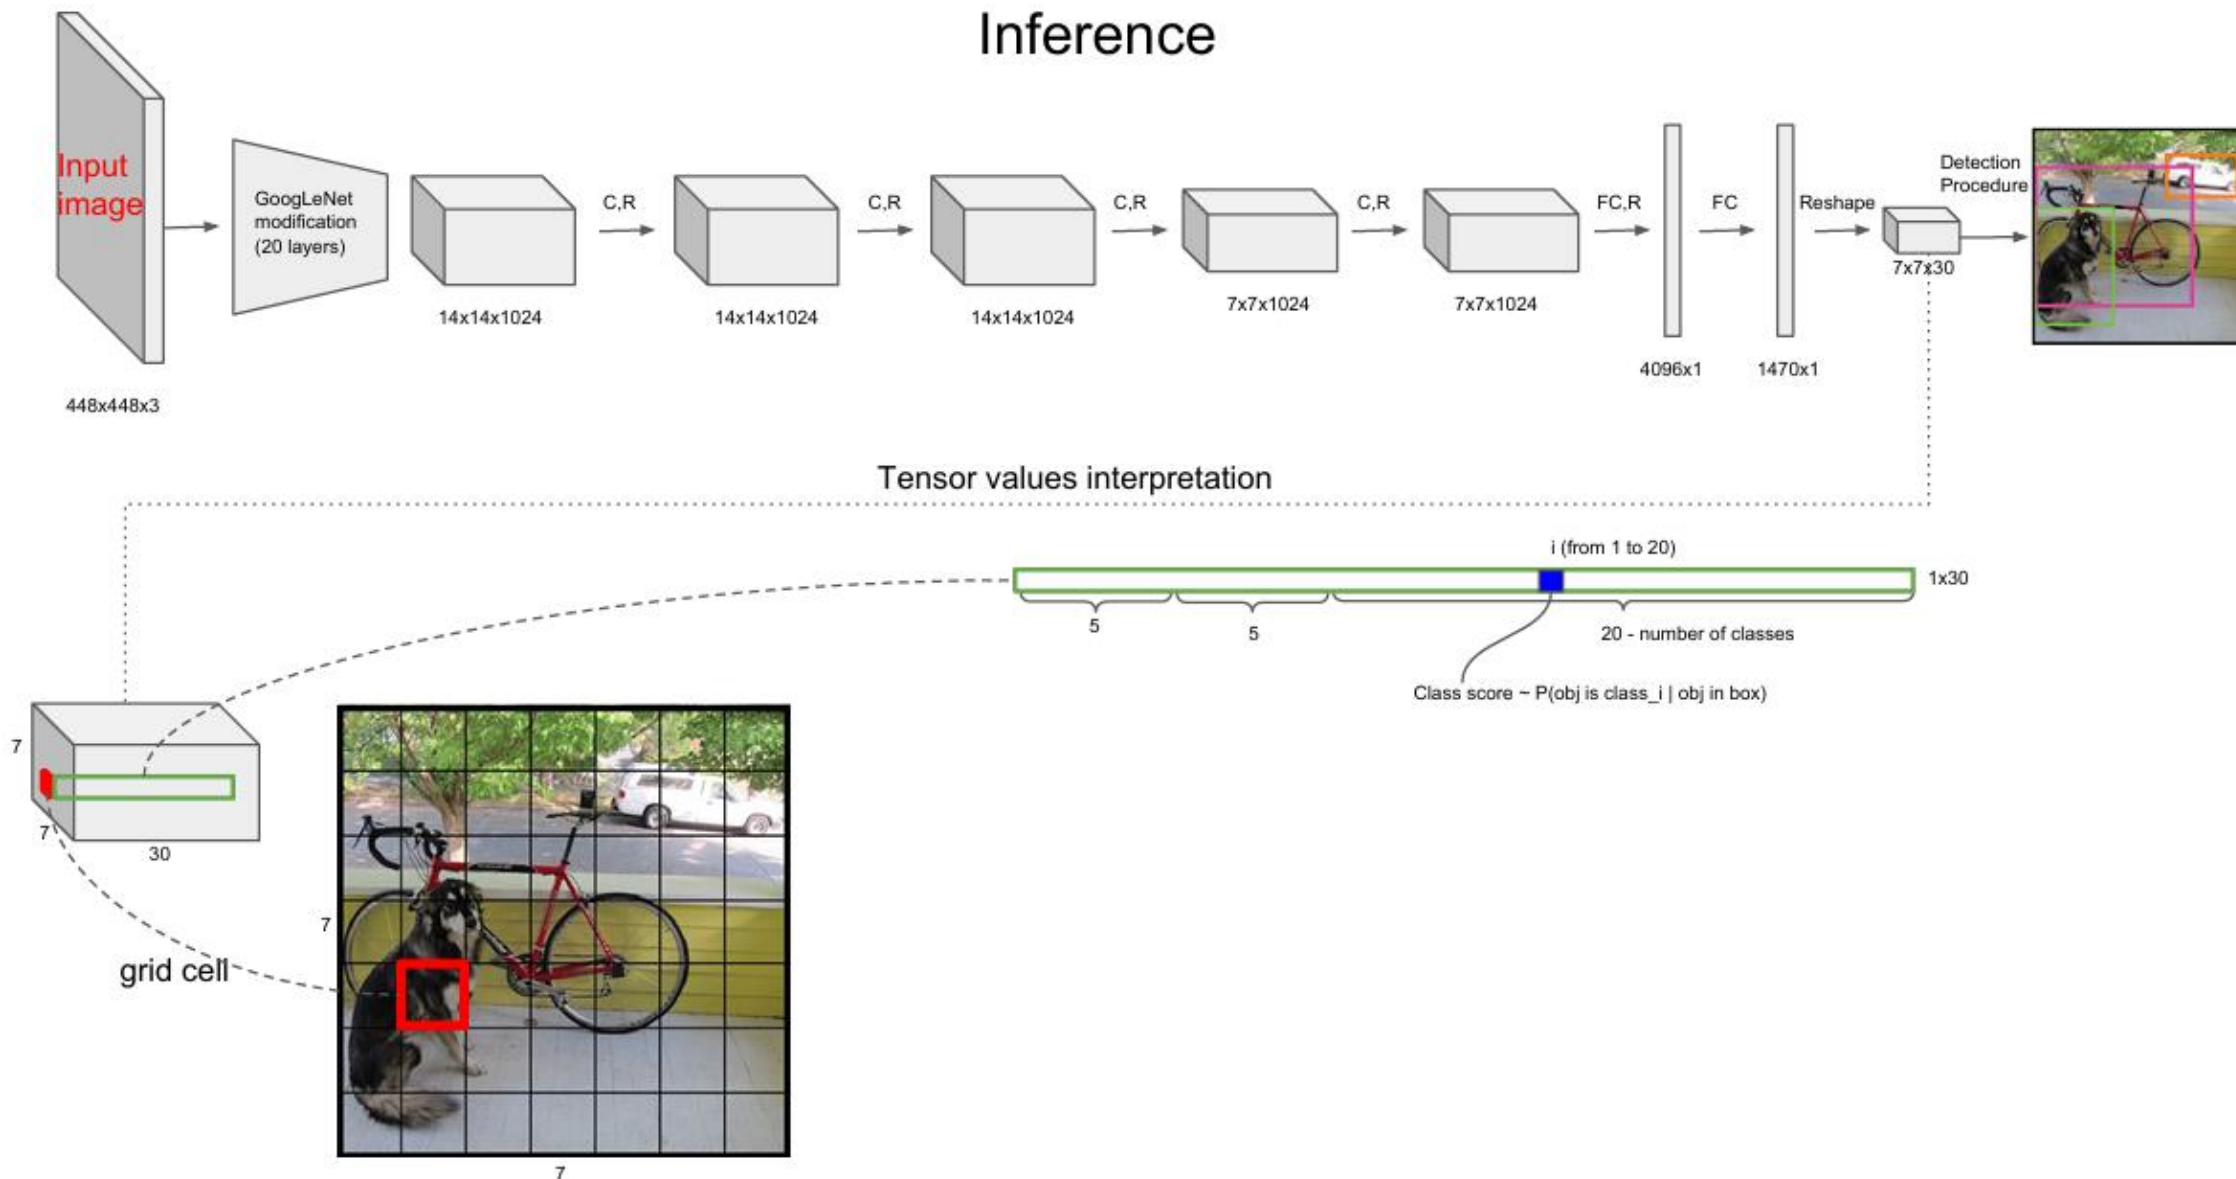 Inference
Input
image
448x448x3
GoogLeNet
modification
(20 layers)
14x14x1024
C,R
14x14x1024
C,R
14x14x1024
C,R
7x7x1024
C,R
7x7x1024
FC,R
4096x1
FC
1470x1
Reshape
7x7x30
Detection
Procedure
Tensor values interpretation
i (from 1 to 20)
1x30
5
5
20 - number of classes
Class score ~ P(obj is class_i | obj in box)
7
7
30
grid cell
7
7